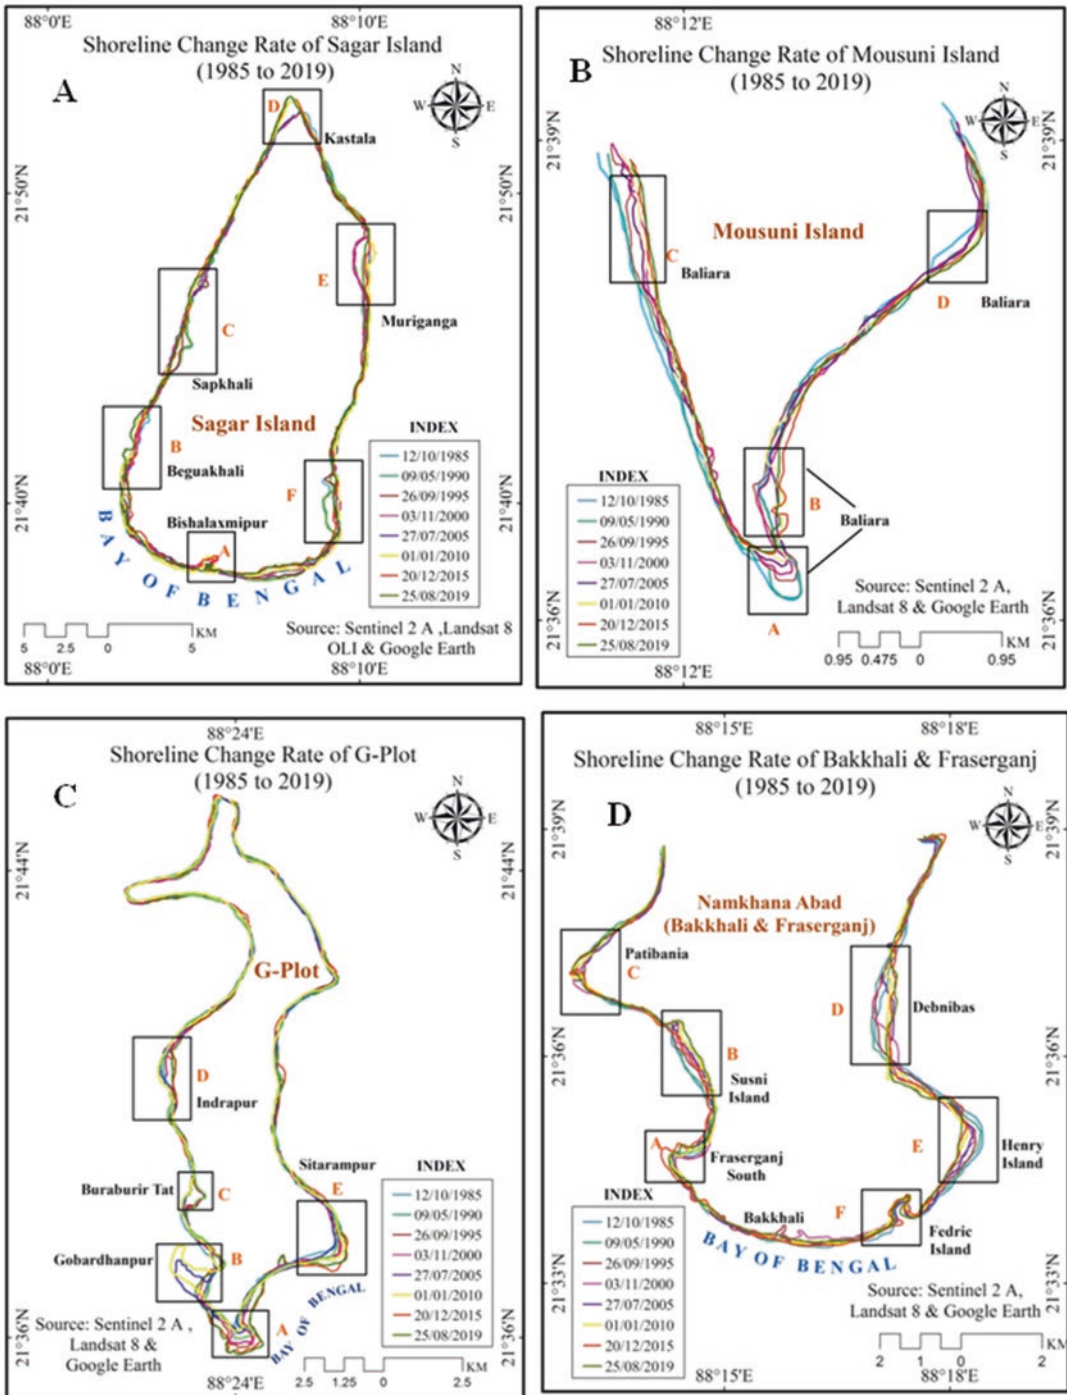 88°0'E
88°10'E
Shoreline Change Rate of Sagar Island
(1985 to 2019)
A
N
W
E
S
D
Kastala
21°50'N
21°50'N
E
Muriganga
C
Sapkhali
Sagar Island
B
Beguakhali
INDEX
12/10/1985
09/05/1990
26/09/1995
03/11/2000
27/07/2005
01/01/2010
20/12/2015
25/08/2019
F
21°40'N
21°40'N
Bishalaxmipur
A
BAY OF BENGAL
5 2.5 0 5
KM
Source: Sentinel 2 A ,Landsat 8
OLI & Google Earth
88°0'E
88°10'E
88°12'E
Shoreline Change Rate of Mousuni Island
(1985 to 2019)
B
N
W
E
S
21°39'N
21°39'N
Mousuni Island
C
Baliara
D
Baliara
INDEX
12/10/1985
09/05/1990
26/09/1995
03/11/2000
27/07/2005
01/01/2010
20/12/2015
25/08/2019
B
Baliara
A
Source: Sentinel 2 A,
Landsat 8 & Google Earth
21°36'N
21°36'N
KM
0.95 0.475 0 0.95
88°12'E
88°24'E
Shoreline Change Rate of G-Plot
(1985 to 2019)
C
N
W
E
S
21°44'N
21°44'N
G-Plot
D
Indrapur
Sitarampur
E
Buraburir Tat
C
INDEX
12/10/1985
09/05/1990
26/09/1995
03/11/2000
27/07/2005
01/01/2010
20/12/2015
25/08/2019
Gobardhanpur
B
A
BAY OF BENGAL
Source: Sentinel 2 A ,
Landsat 8 &
Google Earth
21°36'N
21°36'N
KM
2.5 1.25 0 2.5
88°24'E
88°15'E
88°18'E
Shoreline Change Rate of Bakkhali & Fraserganj
(1985 to 2019)
D
N
W
E
S
21°39'N
21°39'N
Namkhana Abad
(Bakkhali & Fraserganj)
Patibania
C
D
Debnibas
21°36'N
21°36'N
B
Susni
Island
A
Fraserganj
South
E
Henry
Island
INDEX
12/10/1985
09/05/1990
26/09/1995
03/11/2000
27/07/2005
01/01/2010
20/12/2015
25/08/2019
Bakkhali
F
Fedric
Island
BAY OF BENGAL
21°33'N
21°33'N
Source: Sentinel 2 A,
Landsat 8 & Google Earth
KM
2 1 0 2
88°15'E
88°18'E